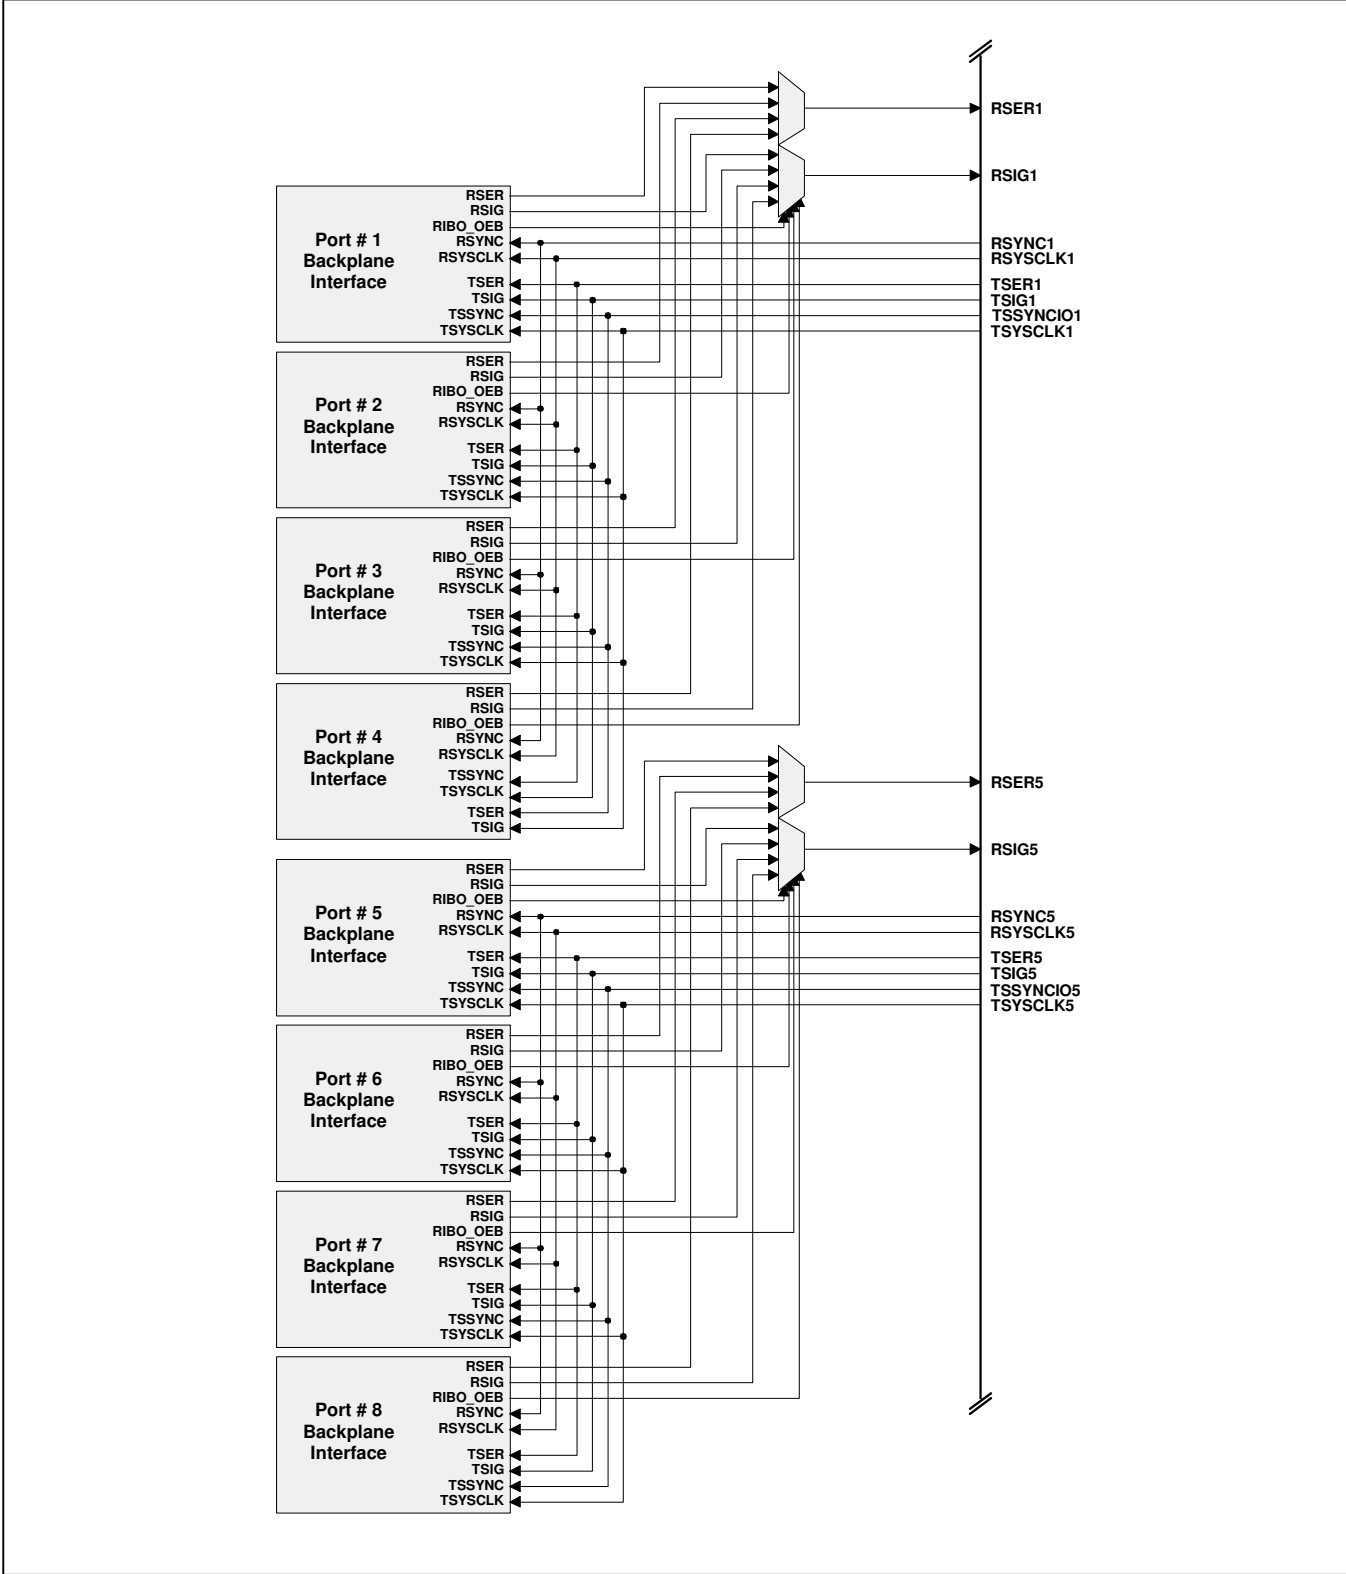 RSER1
RSIG1
Port # 1
Backplane
Interface
RSER
RSIG
RIBO_OEB
RSYNC
RSYSCLK
TSER
TSIG
TSSYNC
TSYSCLK
RSYNC1
RSYSCLK1
TSER1
TSIG1
TSSYNCIO1
TSYSCLK1
Port # 2
Backplane
Interface
RSER
RSIG
RIBO_OEB
RSYNC
RSYSCLK
TSER
TSIG
TSSYNC
TSYSCLK
Port # 3
Backplane
Interface
RSER
RSIG
RIBO_OEB
RSYNC
RSYSCLK
TSER
TSIG
TSSYNC
TSYSCLK
Port # 4
Backplane
Interface
RSER
RSIG
RIBO_OEB
RSYNC
RSYSCLK
TSSYNC
TSYSCLK
TSER
TSIG
RSER5
RSIG5
Port # 5
Backplane
Interface
RSER
RSIG
RIBO_OEB
RSYNC
RSYSCLK
TSER
TSIG
TSSYNC
TSYSCLK
RSYNC5
RSYSCLK5
TSER5
TSIG5
TSSYNCIO5
TSYSCLK5
Port # 6
Backplane
Interface
RSER
RSIG
RIBO_OEB
RSYNC
RSYSCLK
TSER
TSIG
TSSYNC
TSYSCLK
Port # 7
Backplane
Interface
RSER
RSIG
RIBO_OEB
RSYNC
RSYSCLK
TSER
TSIG
TSSYNC
TSYSCLK
Port # 8
Backplane
Interface
RSER
RSIG
RIBO_OEB
RSYNC
RSYSCLK
TSER
TSIG
TSSYNC
TSYSCLK